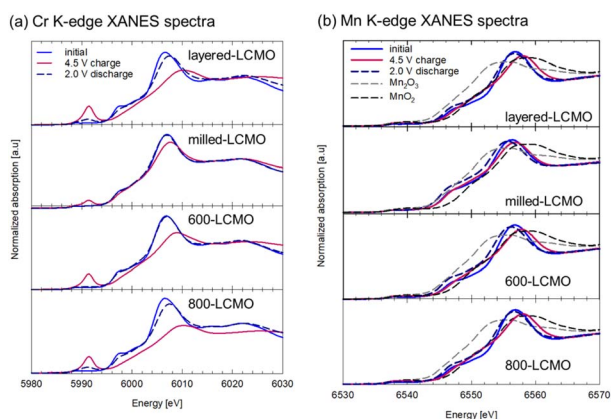 (a) Cr K-edge XANES spectra
initial
4.5 V charge
2.0 V discharge
layered-LCMO
milled-LCMO
600-LCMO
800-LCMO
Normalized absorption [a.u]
5980 5990 6000 6010 6020 6030
Energy [eV]
(b) Mn K-edge XANES spectra
initial
4.5 V charge
2.0 V discharge
Mn2O3
MnO2
layered-LCMO
milled-LCMO
600-LCMO
800-LCMO
Normalized absorption [a.u]
6530 6540 6550 6560 6570
Energy [eV]